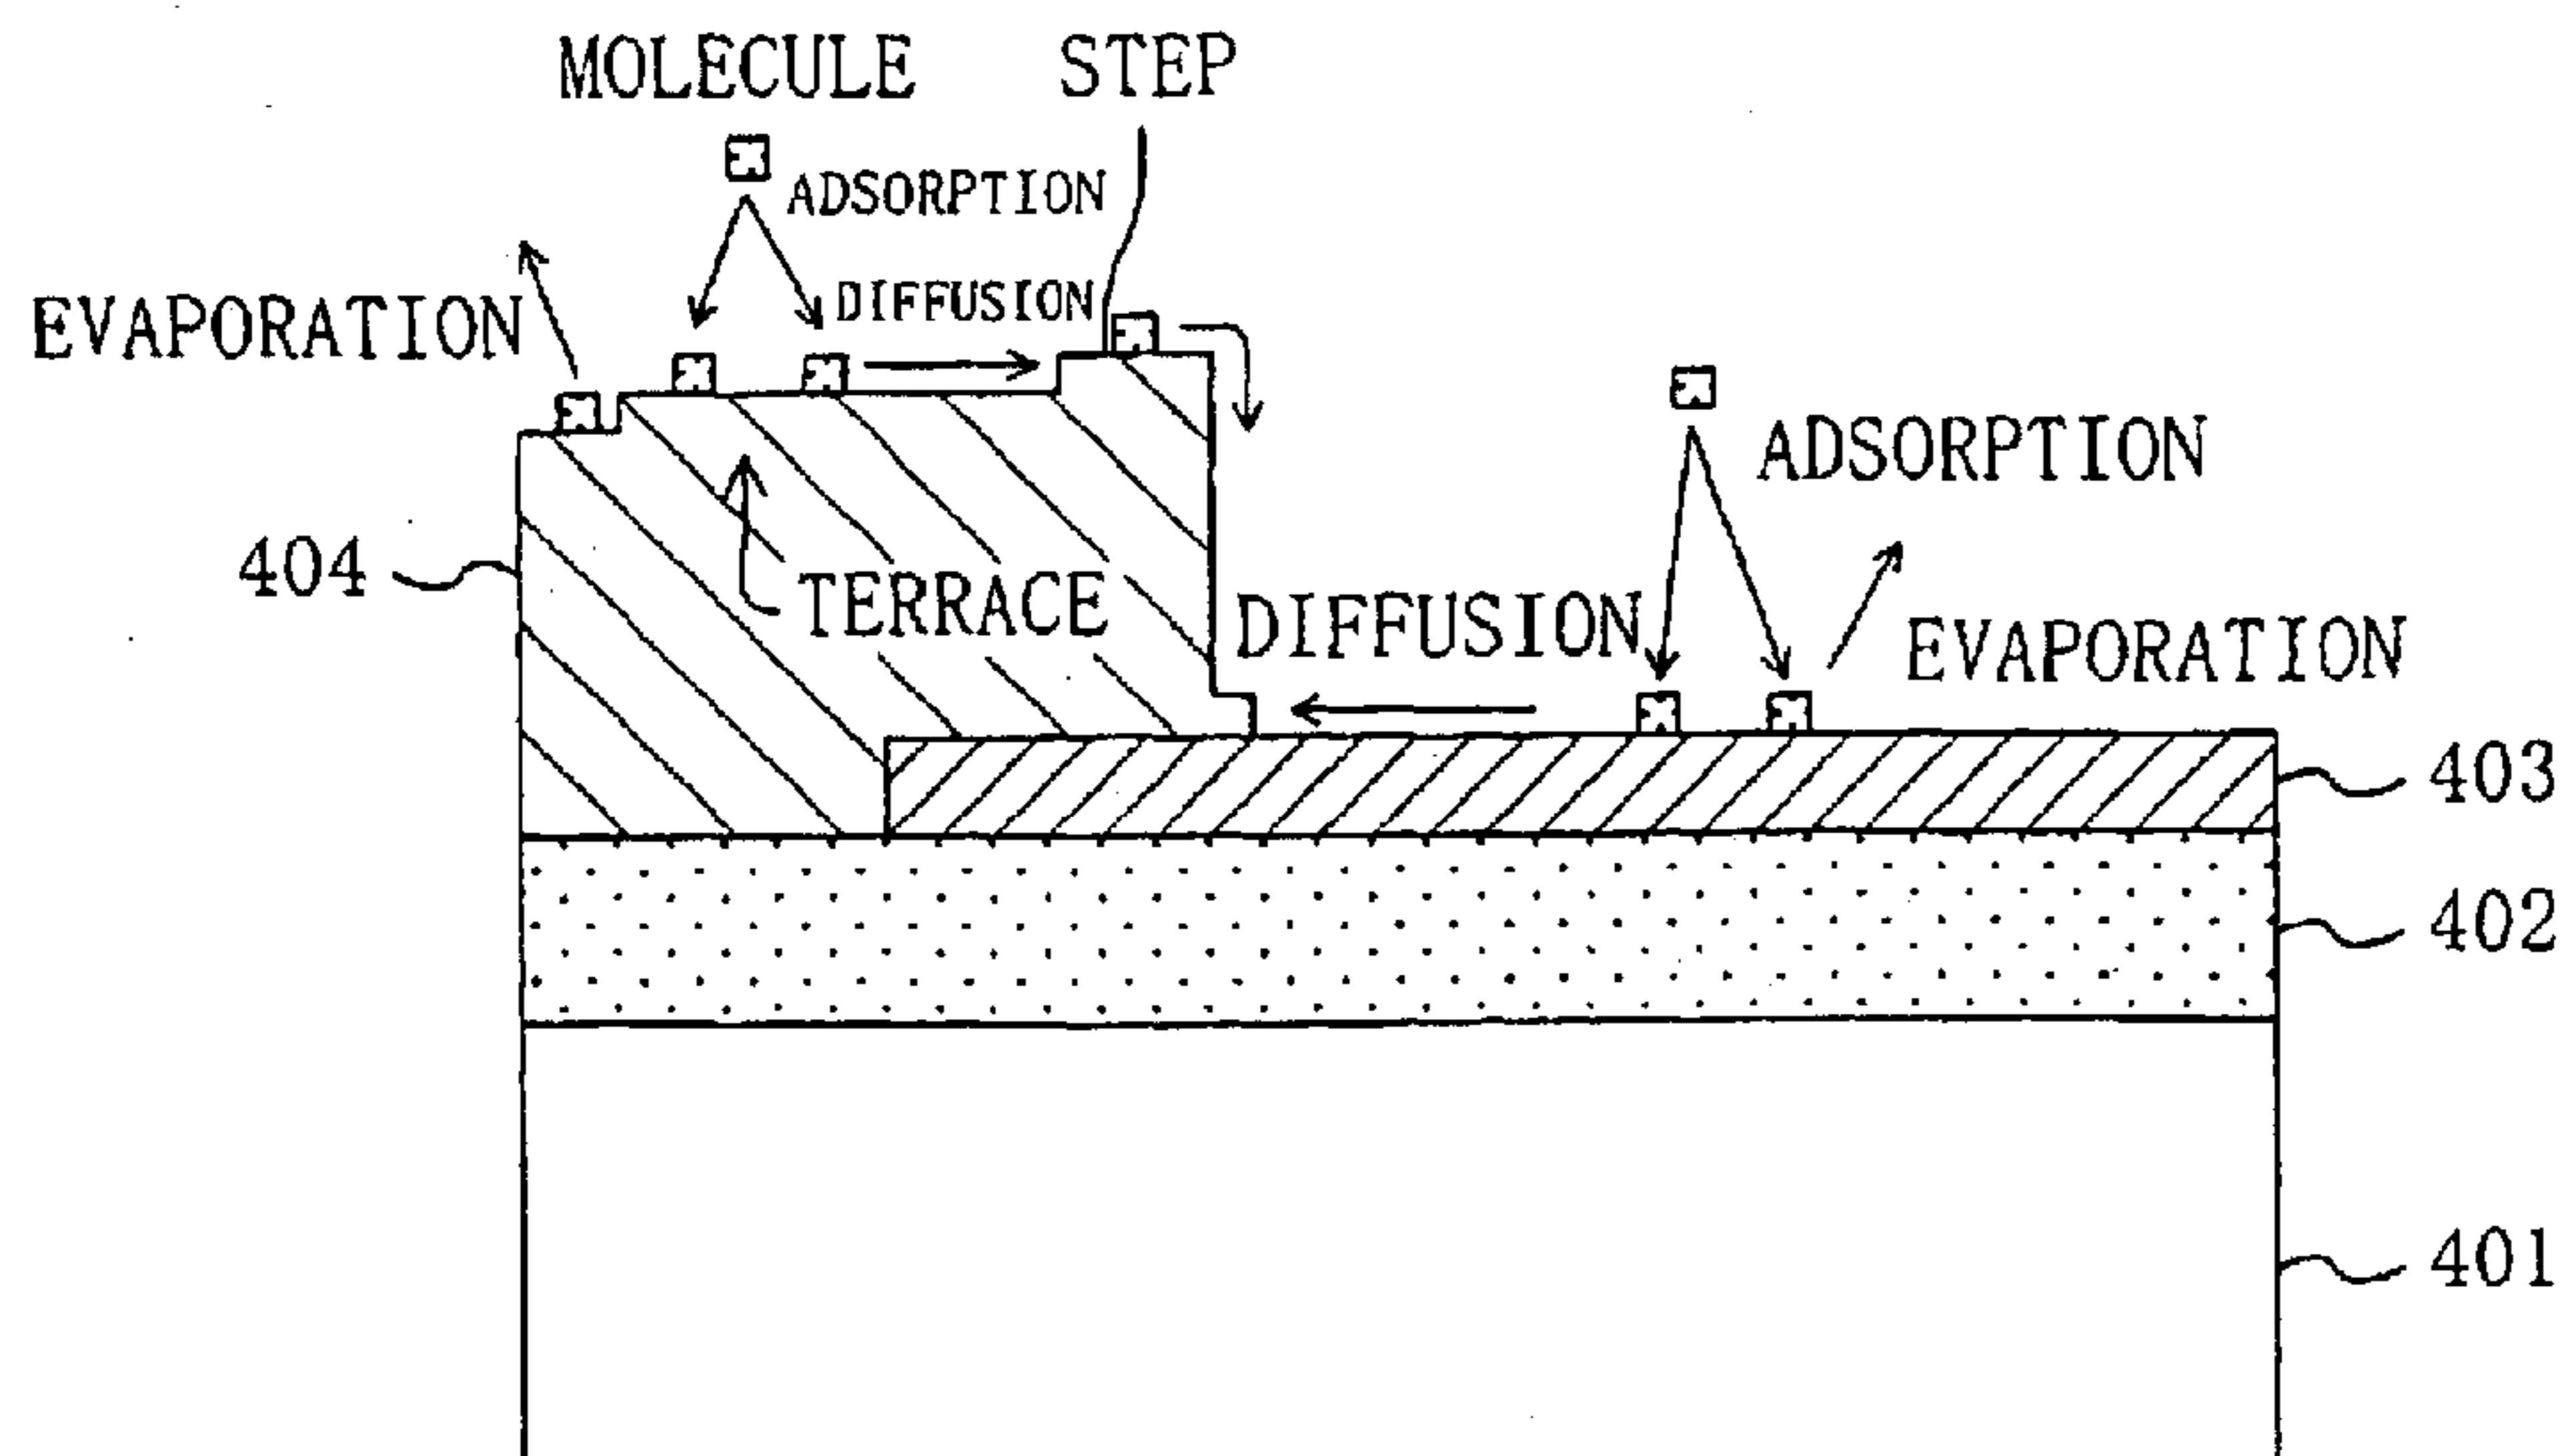 MOLECULE STEP
ADSORPTION
EVAPORATION
DIFFUSION
ADSORPTION
404
TERRACE
DIFFUSION
EVAPORATION
403
402
401